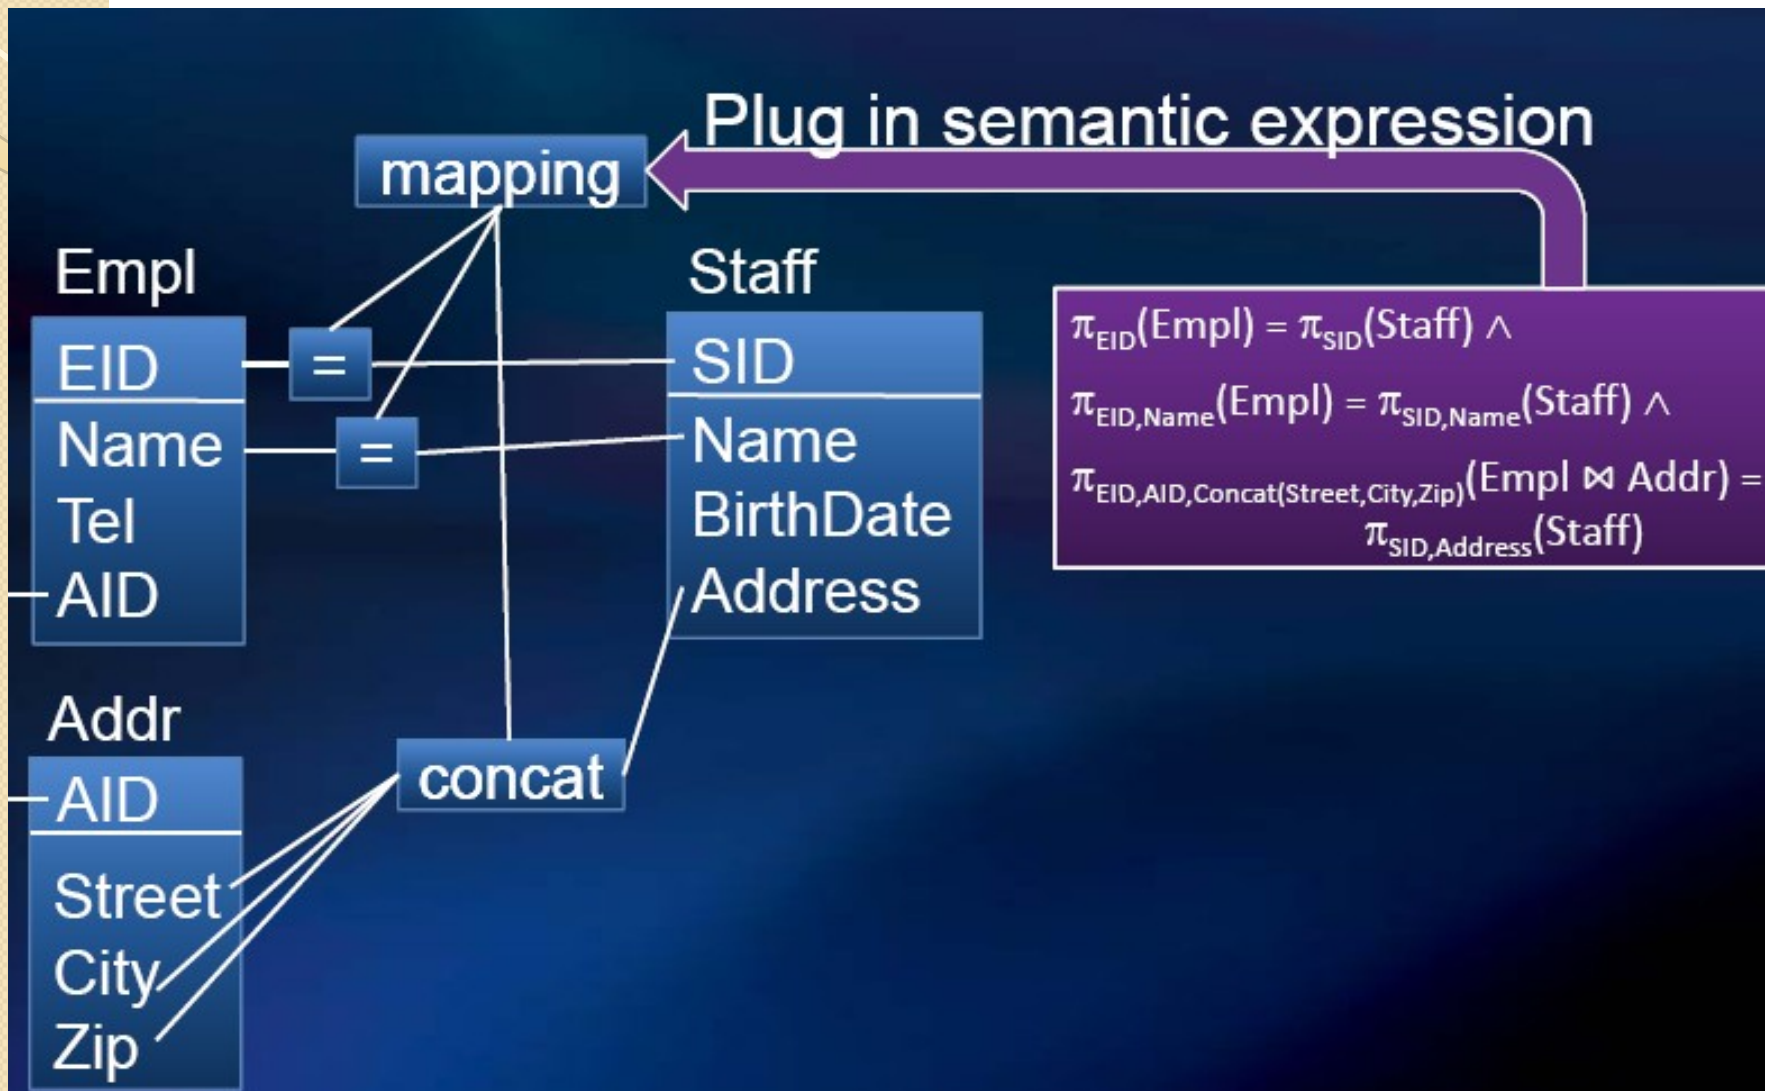 Plug in semantic expression
mapping
Empl
EID
Name
Tel
AID
=
=
Staff
SID
Name
BirthDate
Address
π_EID(Empl) = π_SID(Staff) ∧
π_EID,Name(Empl) = π_SID,Name(Staff) ∧
π_EID,AID,Concat(Street,City,Zip)(Empl ⋈ Addr) =
π_SID,Address(Staff)
Addr
AID
Street
City
Zip
concat